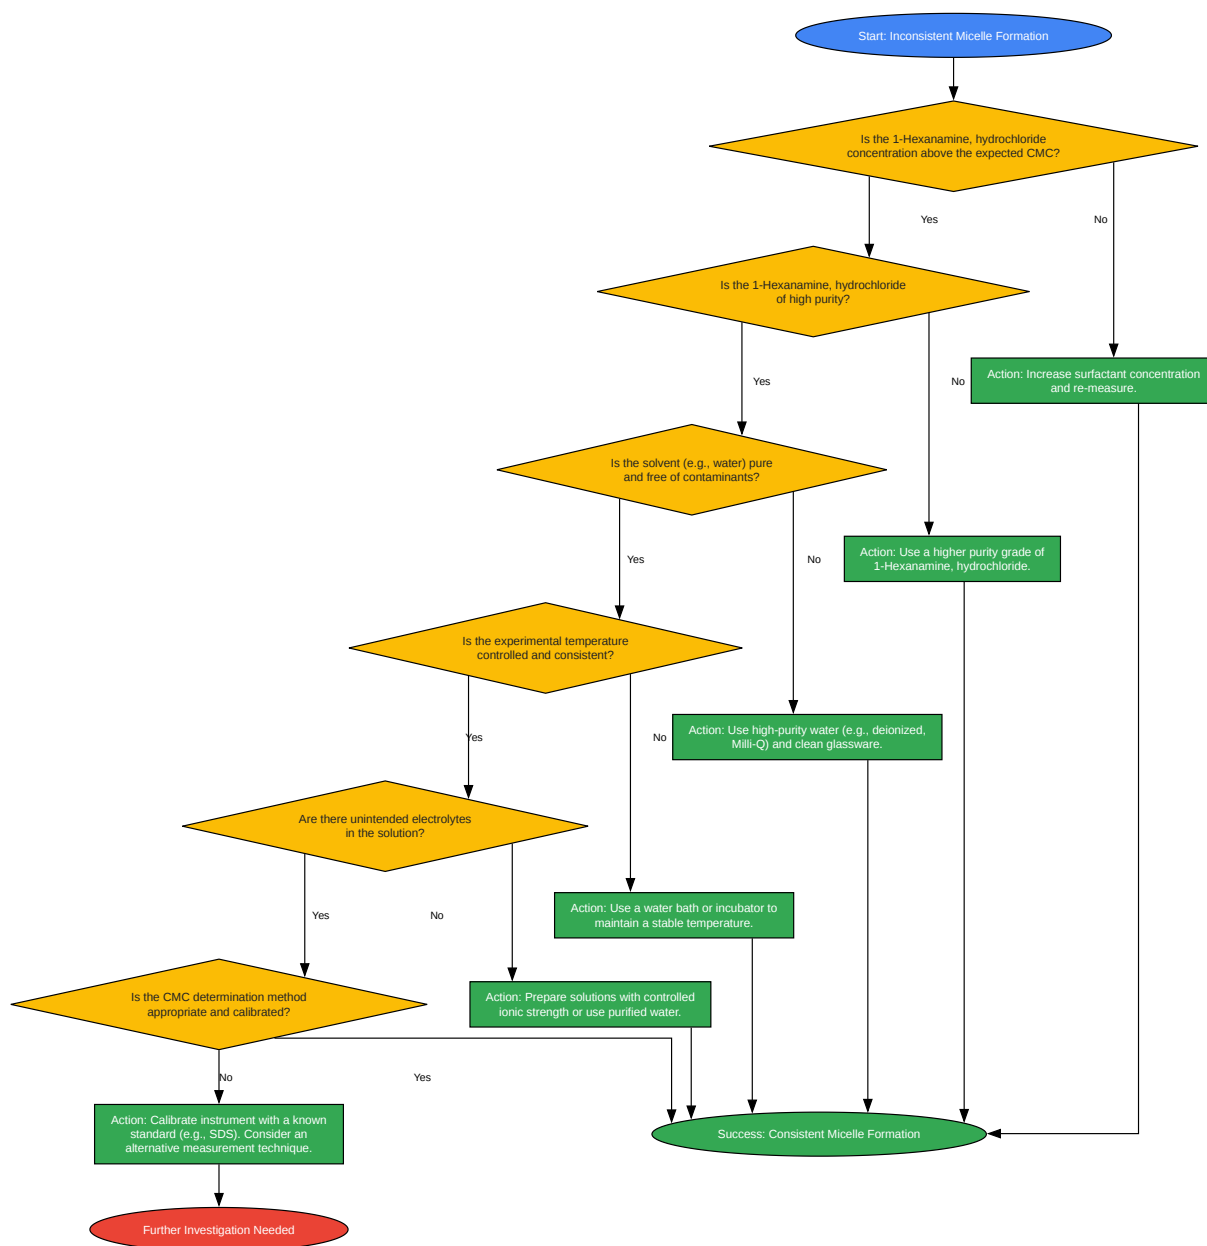 Start: Inconsistent Micelle Formation
Is the 1-Hexanamine, hydrochloride
concentration above the expected CMC?
Yes
No
Is the 1-Hexanamine, hydrochloride
of high purity?
Action: Increase surfactant concentration
and re-measure.
Yes
No
Is the solvent (e.g., water) pure
and free of contaminants?
Action: Use a higher purity grade of
1-Hexanamine, hydrochloride.
Yes
No
Is the experimental temperature
controlled and consistent?
Action: Use high-purity water (e.g., deionized,
Milli-Q) and clean glassware.
Yes
No
Are there unintended electrolytes
in the solution?
Action: Use a water bath or incubator to
maintain a stable temperature.
Yes
No
Is the CMC determination method
appropriate and calibrated?
Action: Prepare solutions with controlled
ionic strength or use purified water.
No
Yes
Action: Calibrate instrument with a known
standard (e.g., SDS). Consider an
alternative measurement technique.
Success: Consistent Micelle Formation
Further Investigation Needed